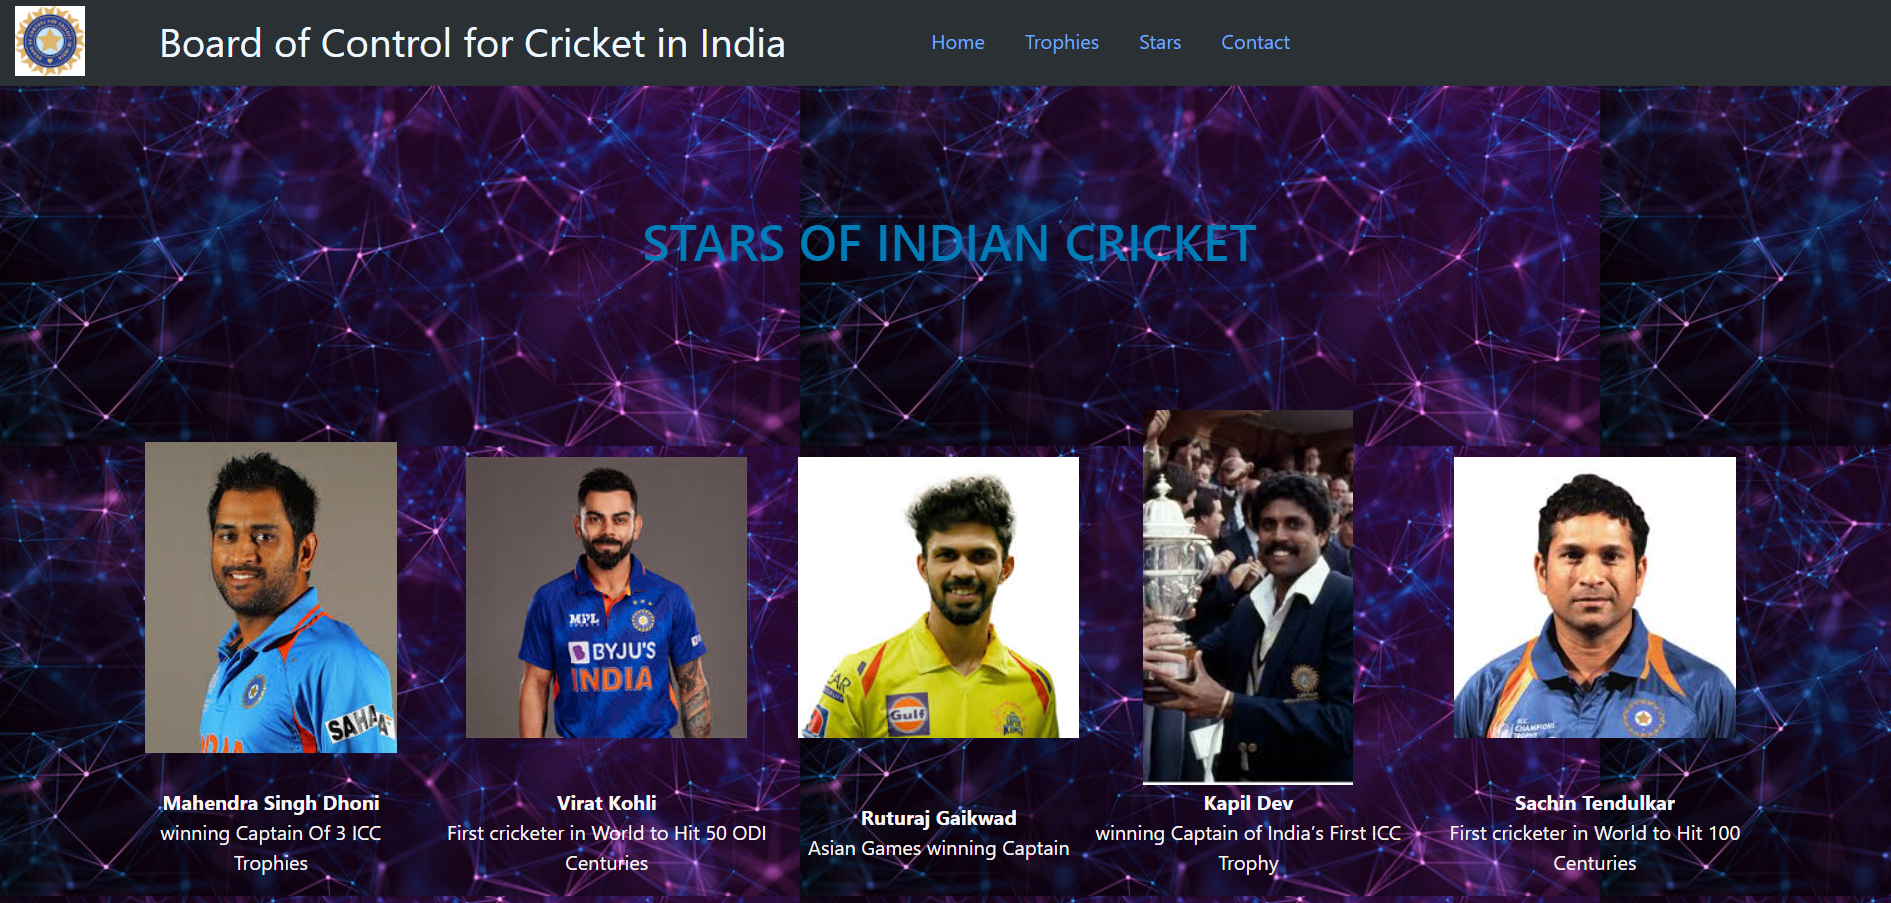 Board of Control for Cricket in India
Home Trophies Stars Contact
STARS OF INDIAN CRICKET
MPL
BYJU'S
INDIA
SAHA
Gulf
CHAMPIONS
TROPHY
Mahendra Singh Dhoni
winning Captain Of 3 ICC
Trophies
Virat Kohli
First cricketer in World to Hit 50 ODI
Centuries
Ruturaj Gaikwad
Asian Games winning Captain
Kapil Dev
winning Captain of India’s First ICC
Trophy
Sachin Tendulkar
First cricketer in World to Hit 100
Centuries